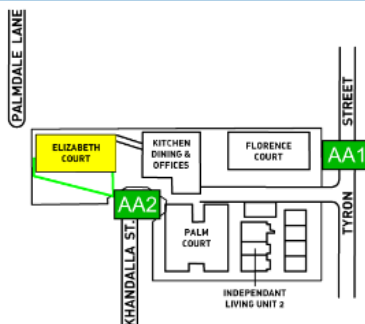 PALMDALE LANE
ELIZABETH
COURT
KITCHEN
DINING &
OFFICES
FLORENCE
COURT
STREET
AA1
TYRON
AA2
KHANDALLA ST.
PALM
COURT
INDEPENDANT
LIVING UNIT 2